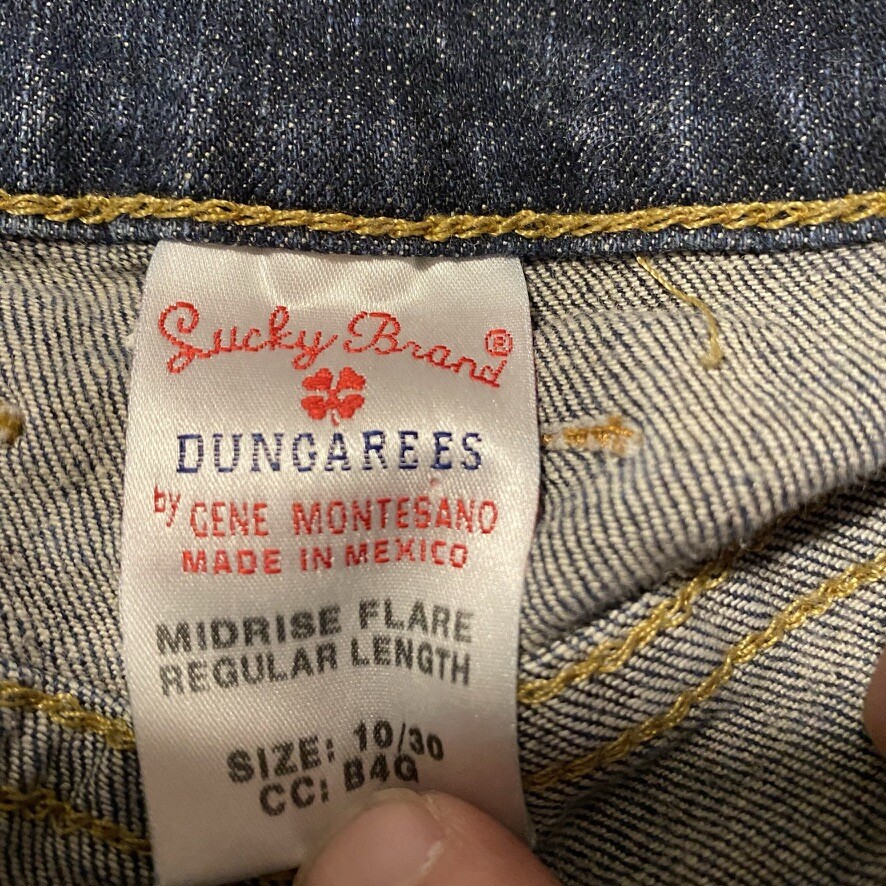 Lucky Brand®
DUNGAREES
by GENE MONTESANO
MADE IN MEXICO
MIDRISE FLARE
REGULAR LENGTH
SIZE: 10/30
CC: B4G